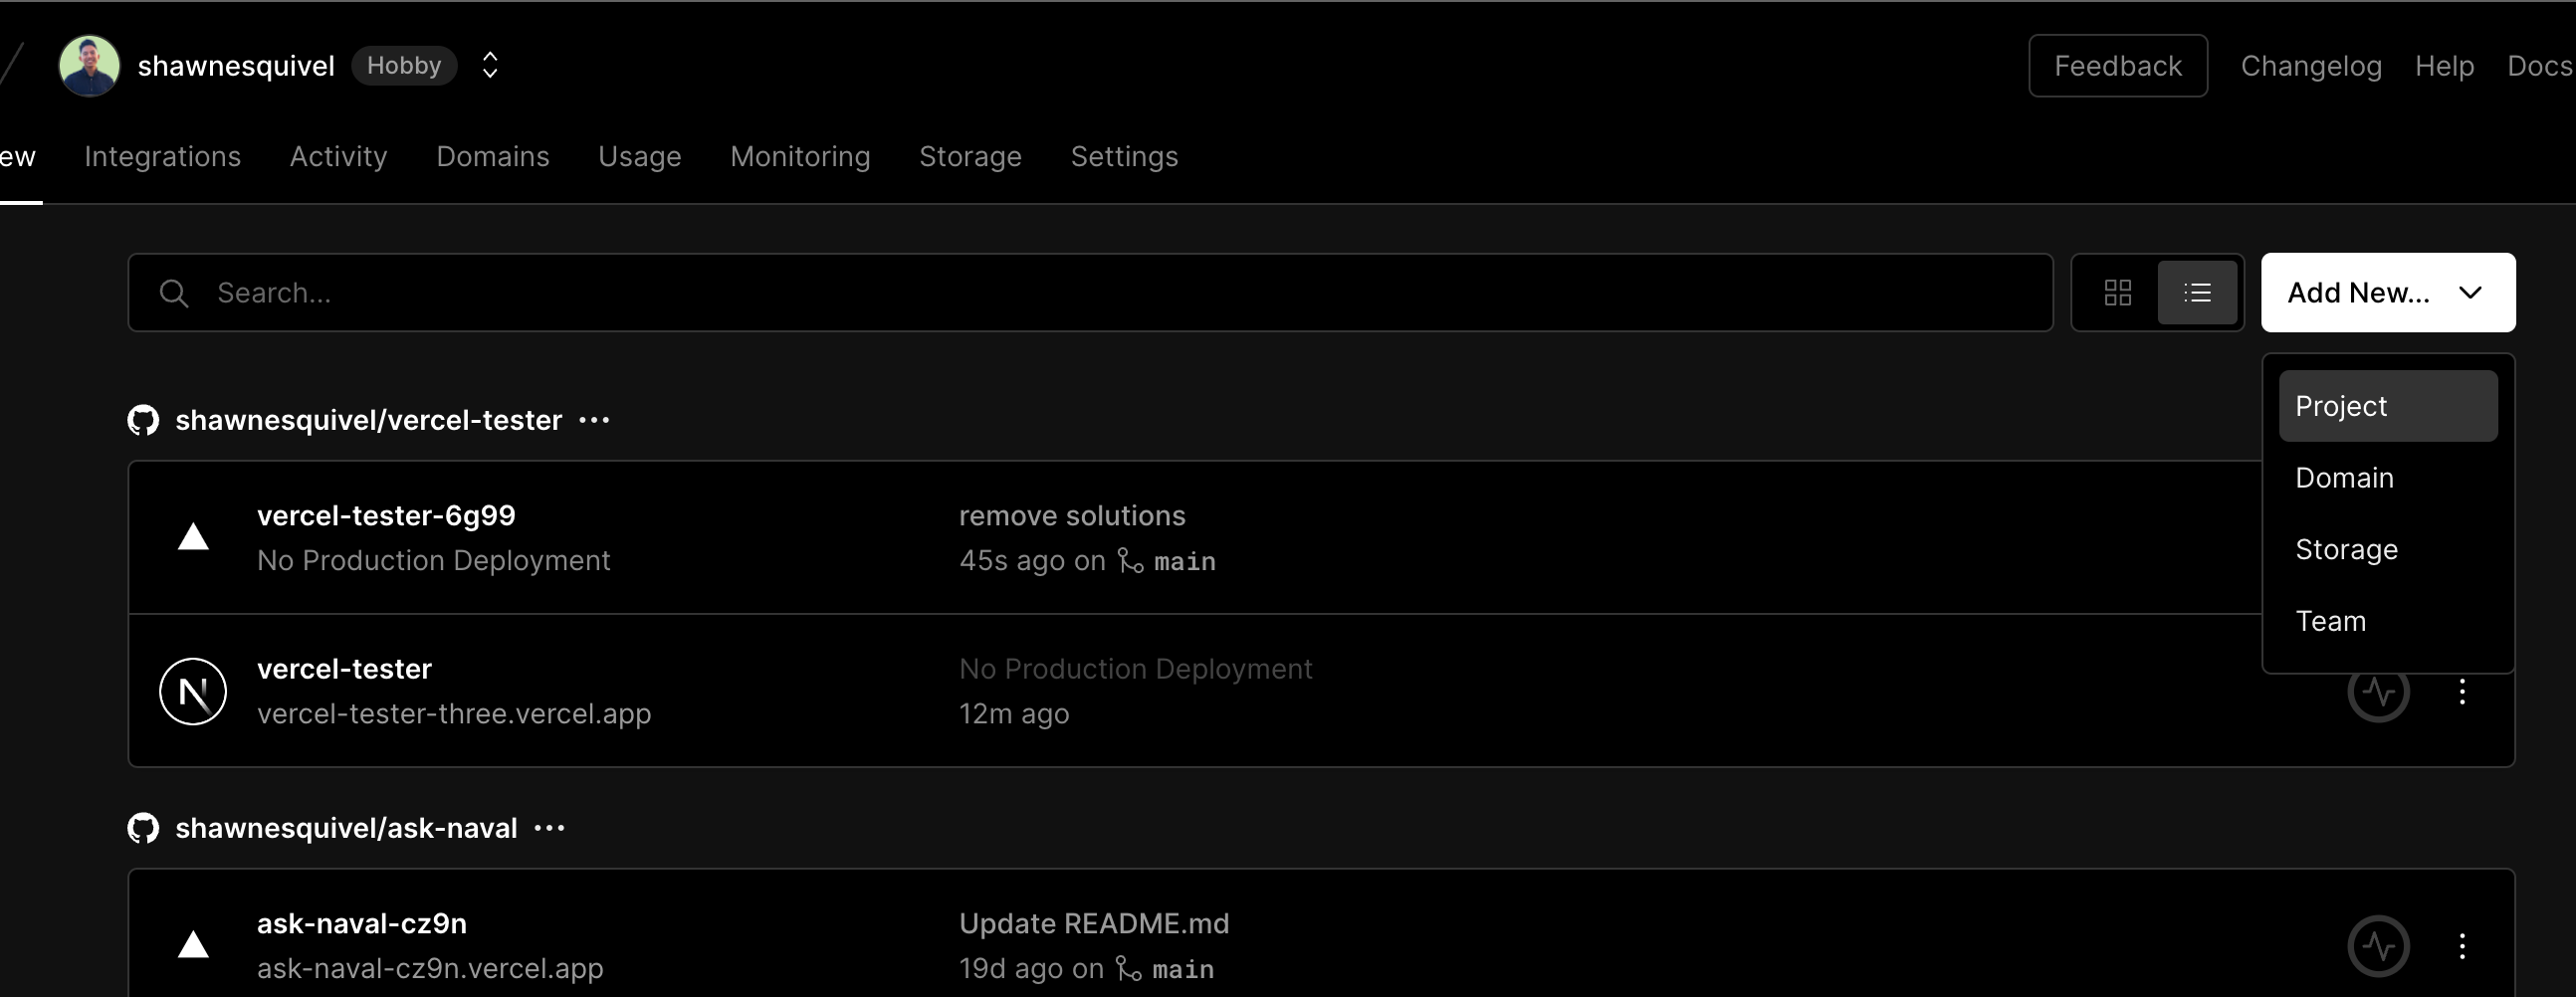 shawnesquivel Hobby
Feedback Changelog Help Docs
ew Integrations Activity Domains Usage Monitoring Storage Settings
Search...
Add New...
Project
Domain
Storage
Team
shawnesquivel/vercel-tester ...
vercel-tester-6g99
No Production Deployment
remove solutions
45s ago on main
vercel-tester
vercel-tester-three.vercel.app
No Production Deployment
12m ago
shawnesquivel/ask-naval ...
ask-naval-cz9n
ask-naval-cz9n.vercel.app
Update README.md
19d ago on main